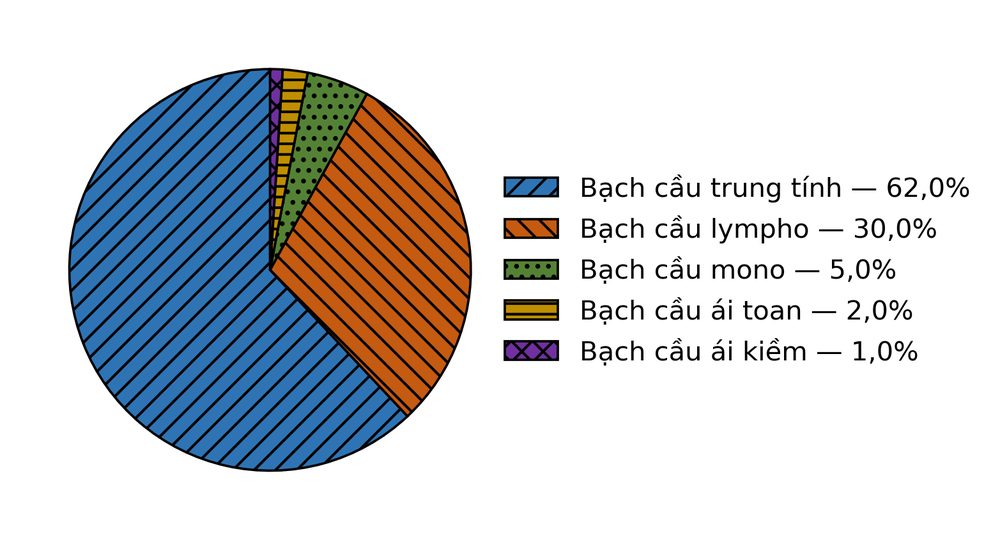 Bạch cầu trung tính — 62,0%
Bạch cầu lympho — 30,0%
Bạch cầu mono — 5,0%
Bạch cầu ái toan — 2,0%
Bạch cầu ái kiềm — 1,0%